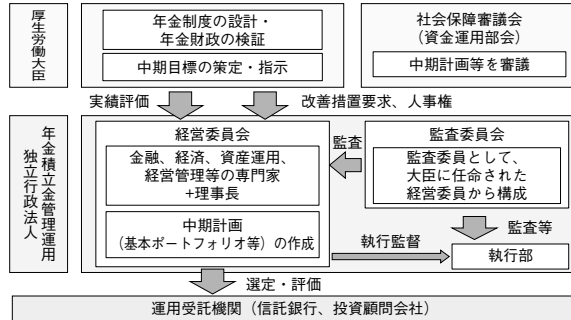 厚生労働大臣
年金制度の設計・
年金財政の検証
中期目標の策定・指示
社会保障審議会
（資金運用部会）
中期計画等を審議
実績評価
改善措置要求、人事権
年金積立金管理運用
独立行政法人
経営委員会
金融、経済、資産運用、
経営管理等の専門家
+理事長
中期計画
（基本ポートフォリオ等）の作成
監査
監査委員会
監査委員として、
大臣に任命された
経営委員から構成
監査等
執行監督
執行部
選定・評価
運用受託機関（信託銀行、投資顧問会社）